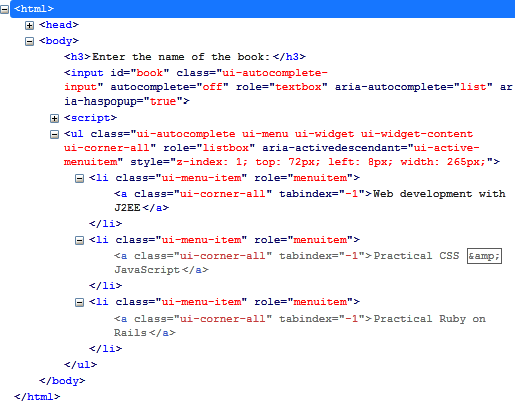 <html>
<head>
<body>
<h3>Enter the name of the book:</h3>
<input id="book" class="ui-autocomplete-
input" autocomplete="off" role="textbox" aria-autocomplete="list" ar
ia-haspopup="true">
<script>
<ul class="ui-autocomplete ui-menu ui-widget ui-widget-content
ui-corner-all" role="listbox" aria-activedescendant="ui-active-
menuitem" style="z-index: 1; top: 72px; left: 8px; width: 265px;">
<li class="ui-menu-item" role="menuitem">
<a class="ui-corner-all" tabindex="-1">Web development with
J2EE</a>
</li>
<li class="ui-menu-item" role="menuitem">
<a class="ui-corner-all" tabindex="-1">Practical CSS &amp;
JavaScript</a>
</li>
<li class="ui-menu-item" role="menuitem">
<a class="ui-corner-all" tabindex="-1">Practical Ruby on
Rails</a>
</li>
</ul>
</body>
</html>